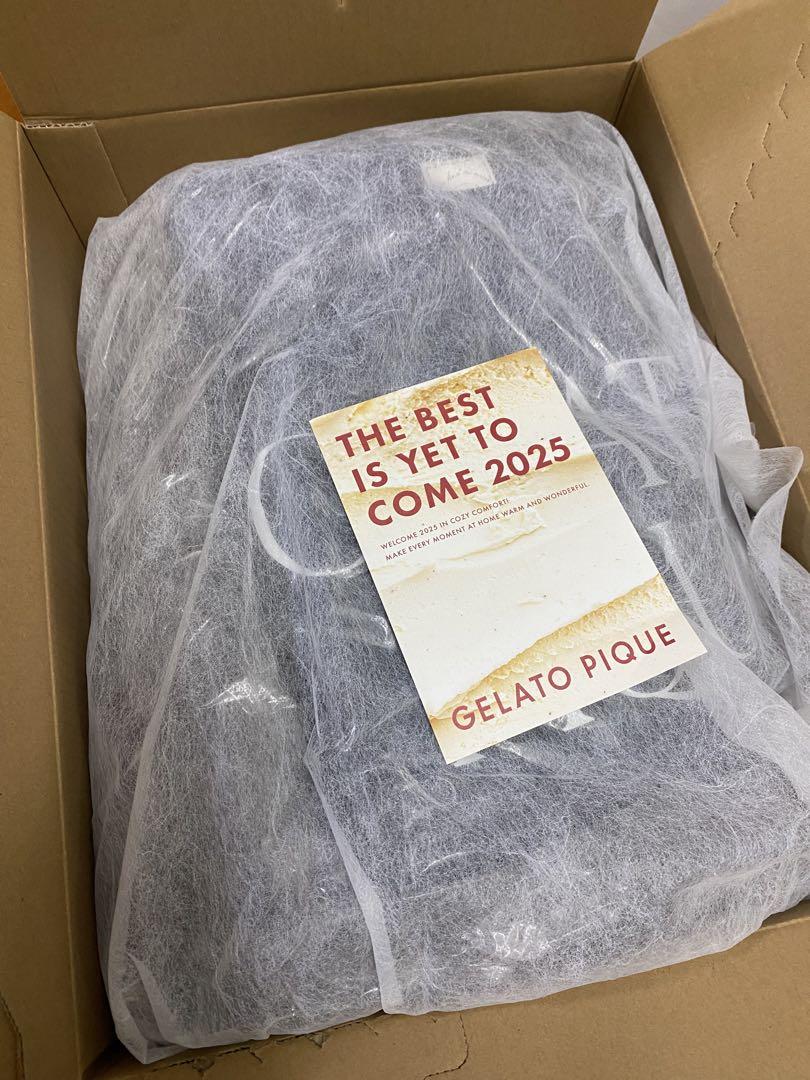 THE BEST
IS YET TO
COME 2025
WELCOME 2025 IN COZY COMFORT!
MAKE EVERY MOMENT AT HOME WARM AND WONDERFUL.
GELATO PIQUE